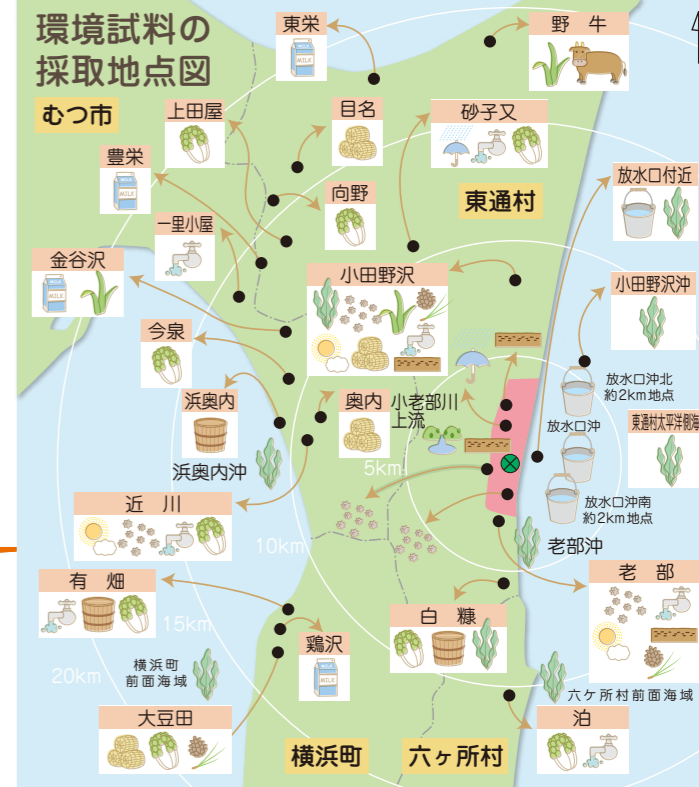 環境試料の
採取地点図
東栄
MILK
野 牛
むつ市
上田屋
目名
砂子又
豊栄
MILK
向野
東通村
放水口付近
一里小屋
金谷沢
MILK
小田野沢
小田野沢沖
今泉
浜奥内
奥内
小老部川
上流
放水口沖北
約2km地点
東通村太平洋側海
放水口沖
浜奥内沖
5km
放水口沖南
約2km地点
近 川
10km
老部沖
老 部
有 畑
15km
白 糠
鶏沢
MILK
横浜町
前面海域
20km
六ケ所村前面海域
大豆田
泊
横浜町
六ヶ所村